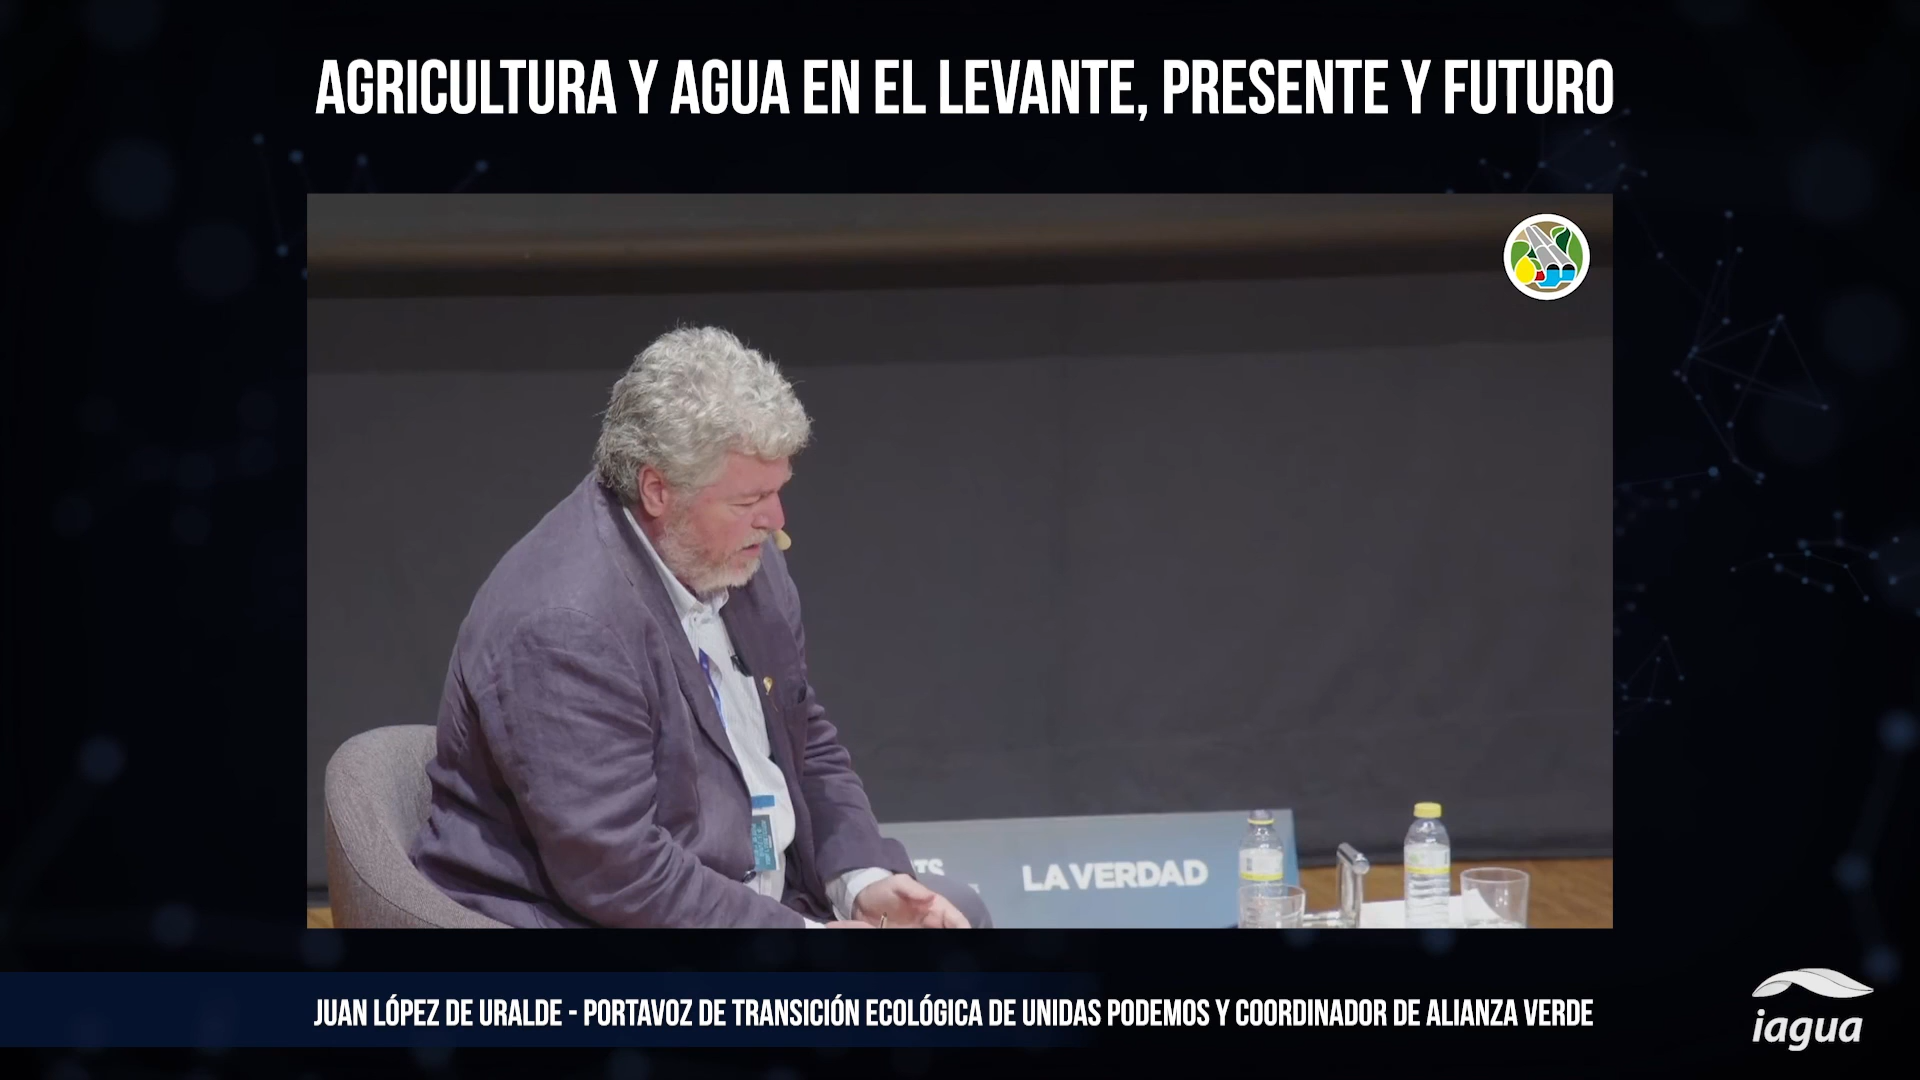 AGRICULTURA Y AGUA EN EL LEVANTE, PRESENTE Y FUTURO
TS
LA VERDAD
JUAN LÓPEZ DE URALDE - PORTAVOZ DE TRANSICIÓN ECOLÓGICA DE UNIDAS PODEMOS Y COORDINADOR DE ALIANZA VERDE
iagua